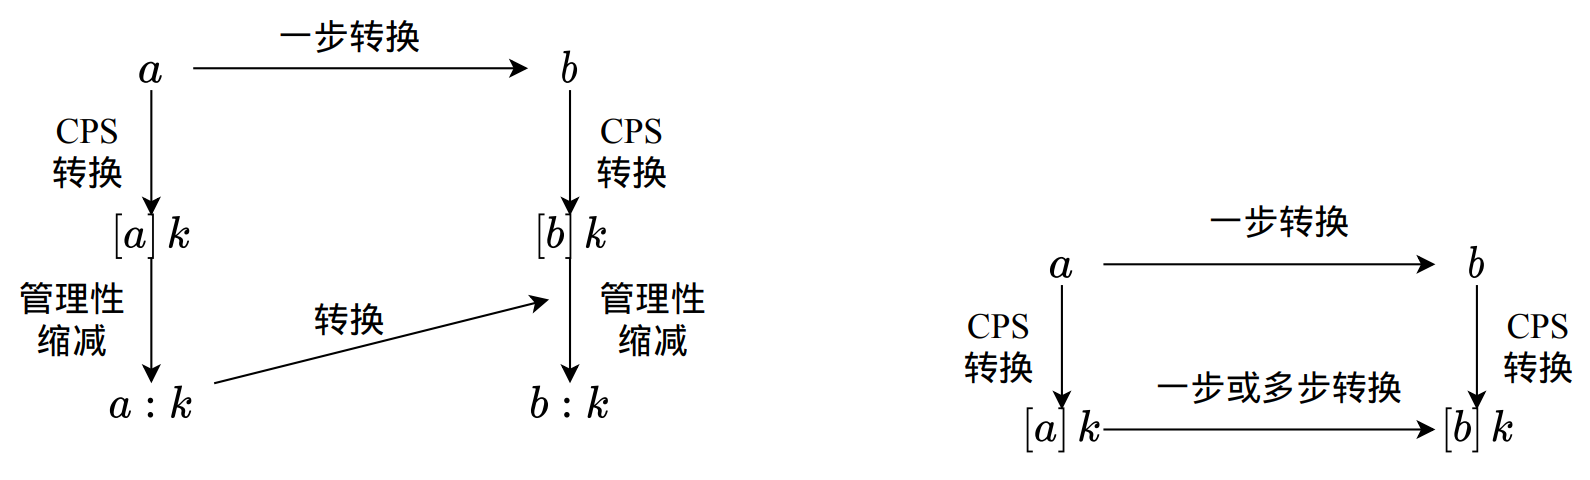 一步转换
a
b
CPS
转换
CPS
转换
[a] k
[b] k
管理性
缩减
转换
管理性
缩减
a : k
b : k
一步转换
a
b
CPS
转换
CPS
转换
一步或多步转换
[a] k
[b] k